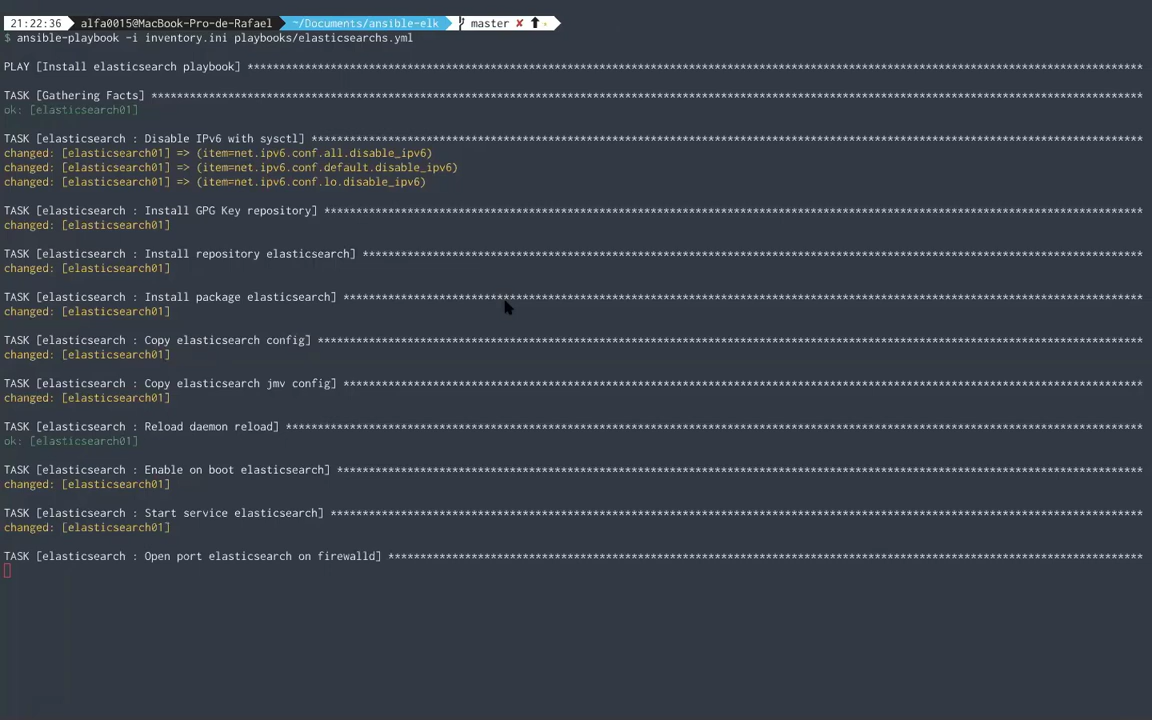 21:22:36 alfa0015@MacBook-Pro-de-Rafael ~/Documents/ansible-elk master ✘ ⬆
$ ansible-playbook -i inventory.ini playbooks/elasticsearchs.yml
PLAY [Install elasticsearch playbook] ********************************************************************************************************************************************
TASK [Gathering Facts] ***********************************************************************************************************************************************************
ok: [elasticsearch01]
TASK [elasticsearch : Disable IPv6 with sysctl] **********************************************************************************************************************************
changed: [elasticsearch01] => (item=net.ipv6.conf.all.disable_ipv6)
changed: [elasticsearch01] => (item=net.ipv6.conf.default.disable_ipv6)
changed: [elasticsearch01] => (item=net.ipv6.conf.lo.disable_ipv6)
TASK [elasticsearch : Install GPG Key repository] ********************************************************************************************************************************
changed: [elasticsearch01]
TASK [elasticsearch : Install repository elasticsearch] **************************************************************************************************************************
changed: [elasticsearch01]
TASK [elasticsearch : Install package elasticsearch] *****************************************************************************************************************************
changed: [elasticsearch01]
TASK [elasticsearch : Copy elasticsearch config] *********************************************************************************************************************************
changed: [elasticsearch01]
TASK [elasticsearch : Copy elasticsearch jmv config] *****************************************************************************************************************************
changed: [elasticsearch01]
TASK [elasticsearch : Reload daemon reload] **************************************************************************************************************************************
ok: [elasticsearch01]
TASK [elasticsearch : Enable on boot elasticsearch] ******************************************************************************************************************************
changed: [elasticsearch01]
TASK [elasticsearch : Start service elasticsearch] *******************************************************************************************************************************
changed: [elasticsearch01]
TASK [elasticsearch : Open port elasticsearch on firewalld] **********************************************************************************************************************